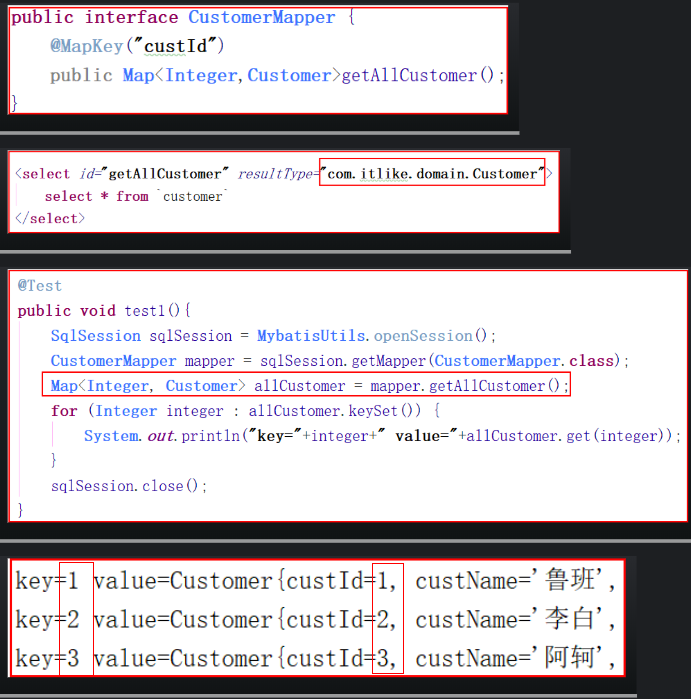 public interface CustomerMapper {
@MapKey("custId")
public Map<Integer,Customer>getAllCustomer();
}
<select id="getAllCustomer" resultType="com.itlike.domain.Customer">
select * from `customer`
</select>
@Test
public void test1(){
SqlSession sqlSession = MybatisUtils.openSession();
CustomerMapper mapper = sqlSession.getMapper(CustomerMapper.class);
Map<Integer, Customer> allCustomer = mapper.getAllCustomer();
for (Integer integer : allCustomer.keySet()) {
System.out.println("key="+integer+" value="+allCustomer.get(integer));
}
sqlSession.close();
}
key=1 value=Customer{custId=1, custName='鲁班',
key=2 value=Customer{custId=2, custName='李白',
key=3 value=Customer{custId=3, custName='阿轲',